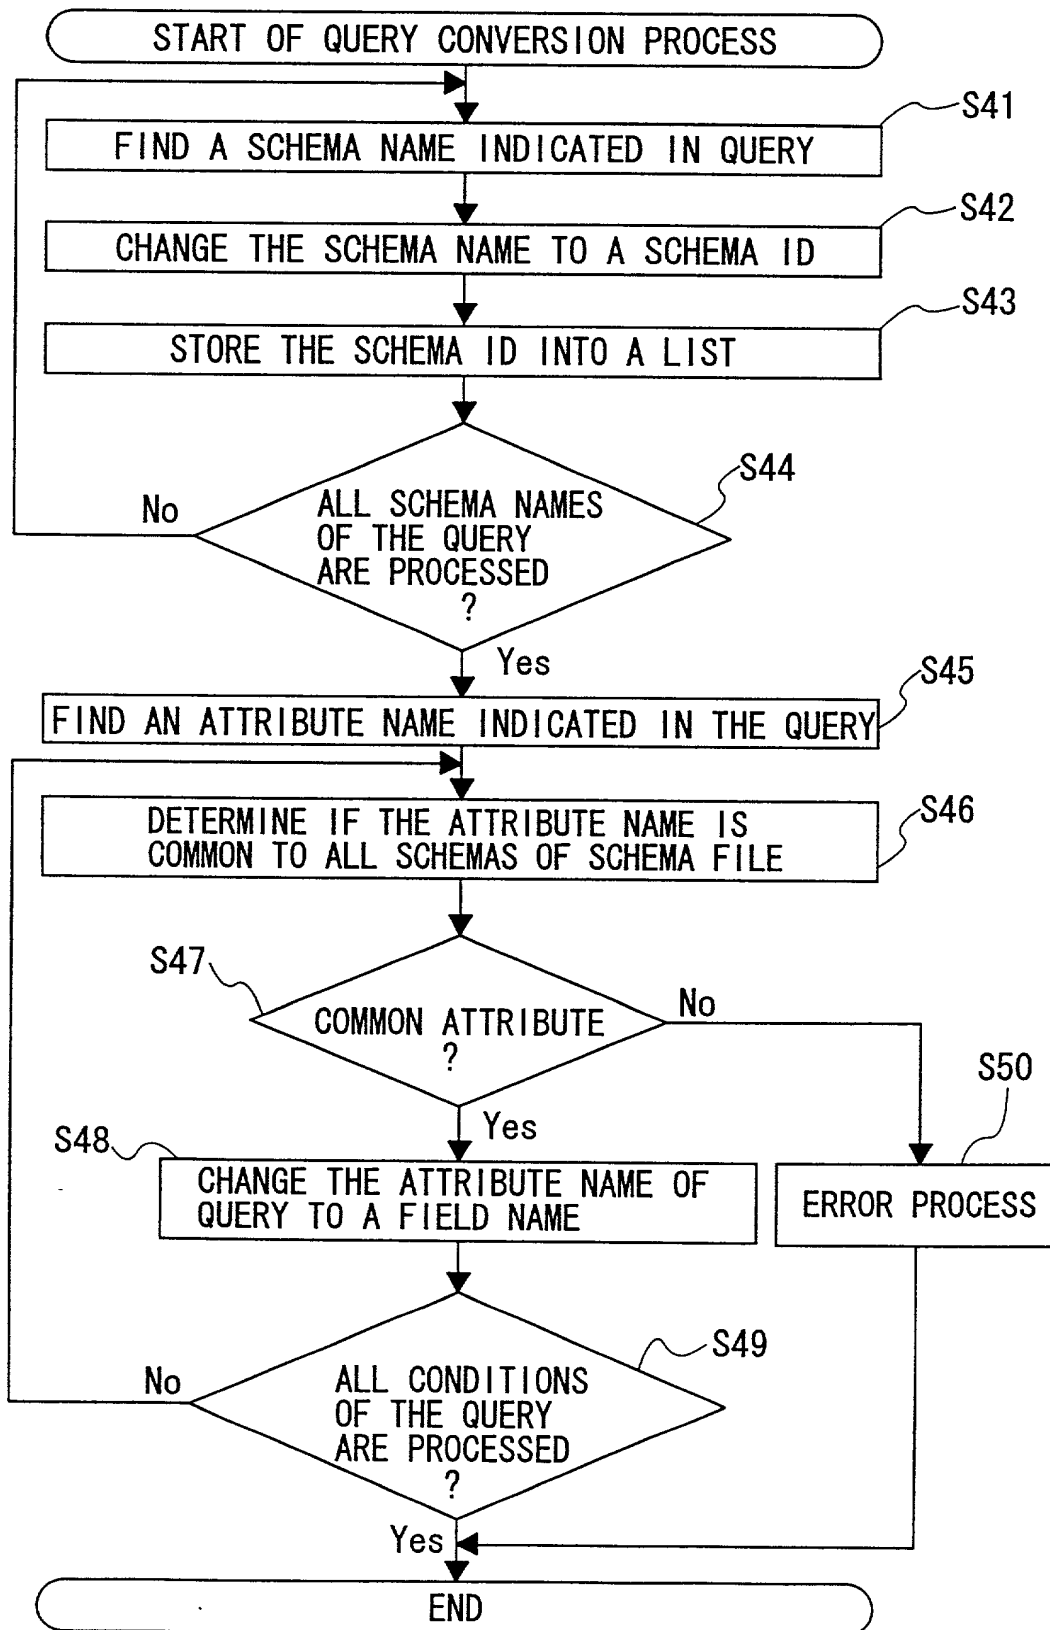 START OF QUERY CONVERSION PROCESS
S41
FIND A SCHEMA NAME INDICATED IN QUERY
S42
CHANGE THE SCHEMA NAME TO A SCHEMA ID
S43
STORE THE SCHEMA ID INTO A LIST
S44
No
ALL SCHEMA NAMES
OF THE QUERY
ARE PROCESSED
?
Yes
S45
FIND AN ATTRIBUTE NAME INDICATED IN THE QUERY
S46
DETERMINE IF THE ATTRIBUTE NAME IS
COMMON TO ALL SCHEMAS OF SCHEMA FILE
S47
No
COMMON ATTRIBUTE
?
S50
Yes
S48
CHANGE THE ATTRIBUTE NAME OF
QUERY TO A FIELD NAME
ERROR PROCESS
S49
No
ALL CONDITIONS
OF THE QUERY
ARE PROCESSED
?
Yes
END